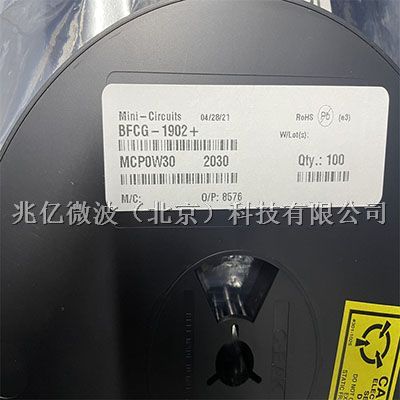 Mini-Circuits 04/28/21 RoHS Pb (e3)
BFCG-1902+
W/Lot(s):
MCP0W30 2030 Qty.: 100
M/C: O/P: 8576
兆亿微波（北京）科技有限公司